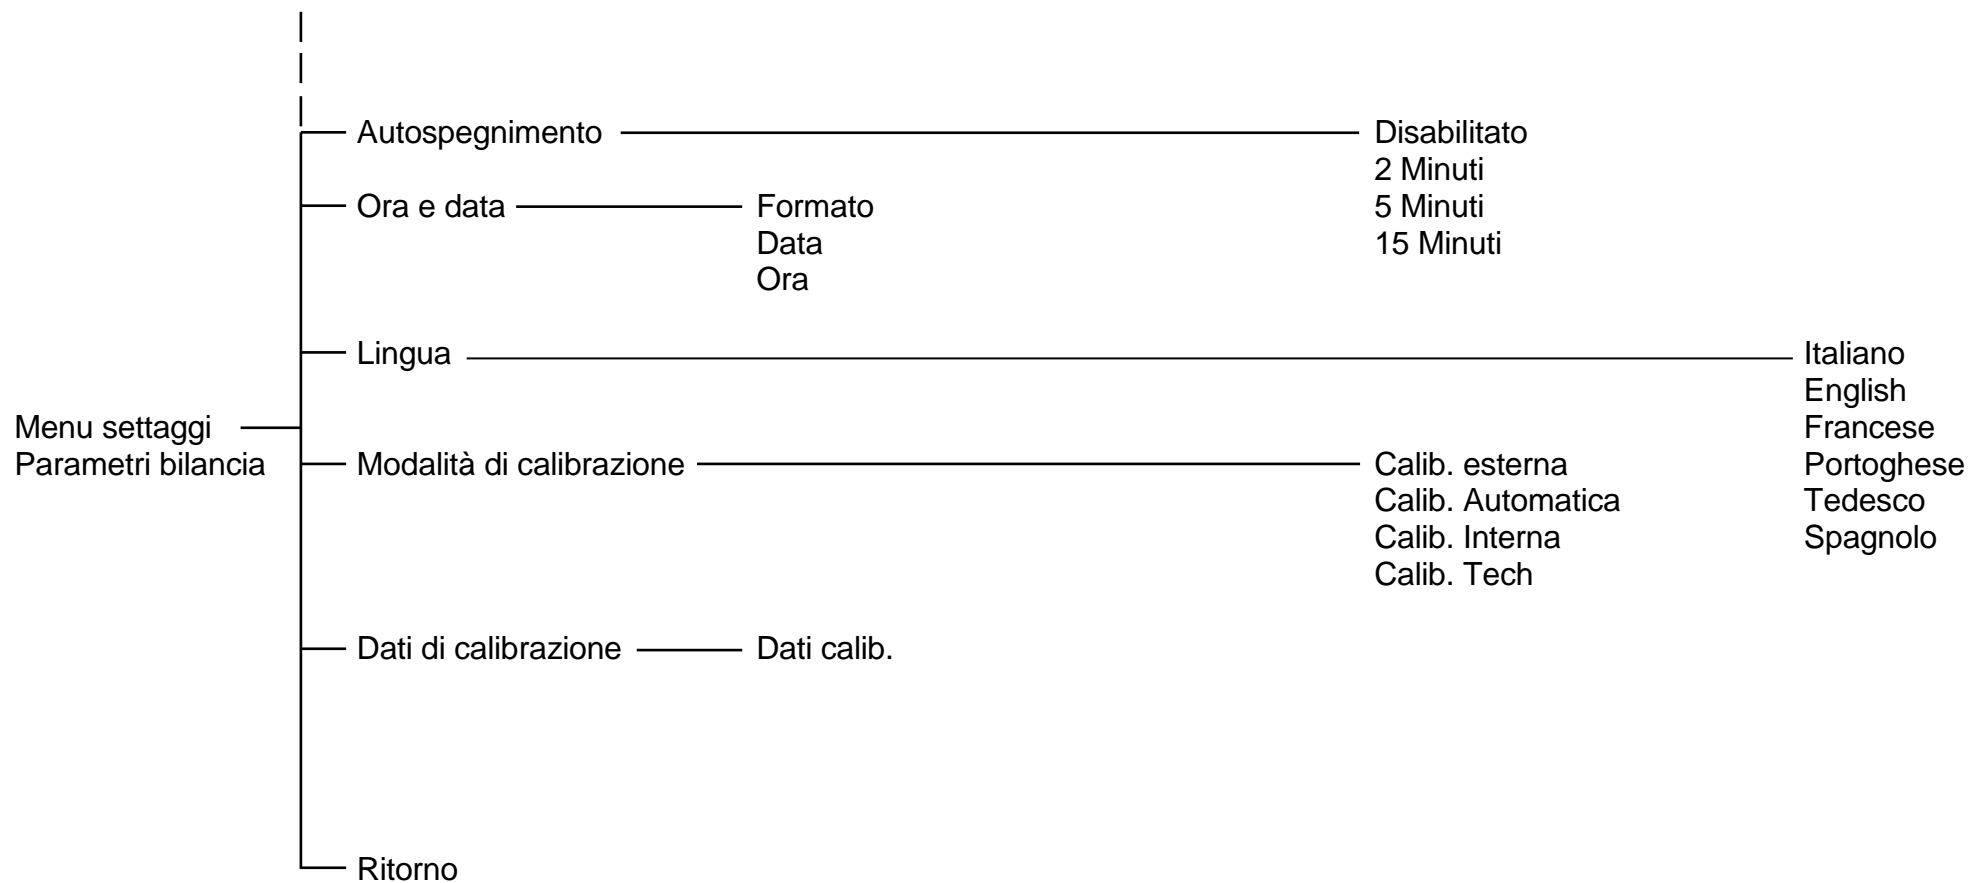 Autospegnimento
Disabilitato
2 Minuti
5 Minuti
15 Minuti
Ora e data
Formato
Data
Ora
Lingua
Italiano
English
Francese
Portoghese
Tedesco
Spagnolo
Menu settaggi
Parametri bilancia
Modalità di calibrazione
Calib. esterna
Calib. Automatica
Calib. Interna
Calib. Tech
Dati di calibrazione
Dati calib.
Ritorno